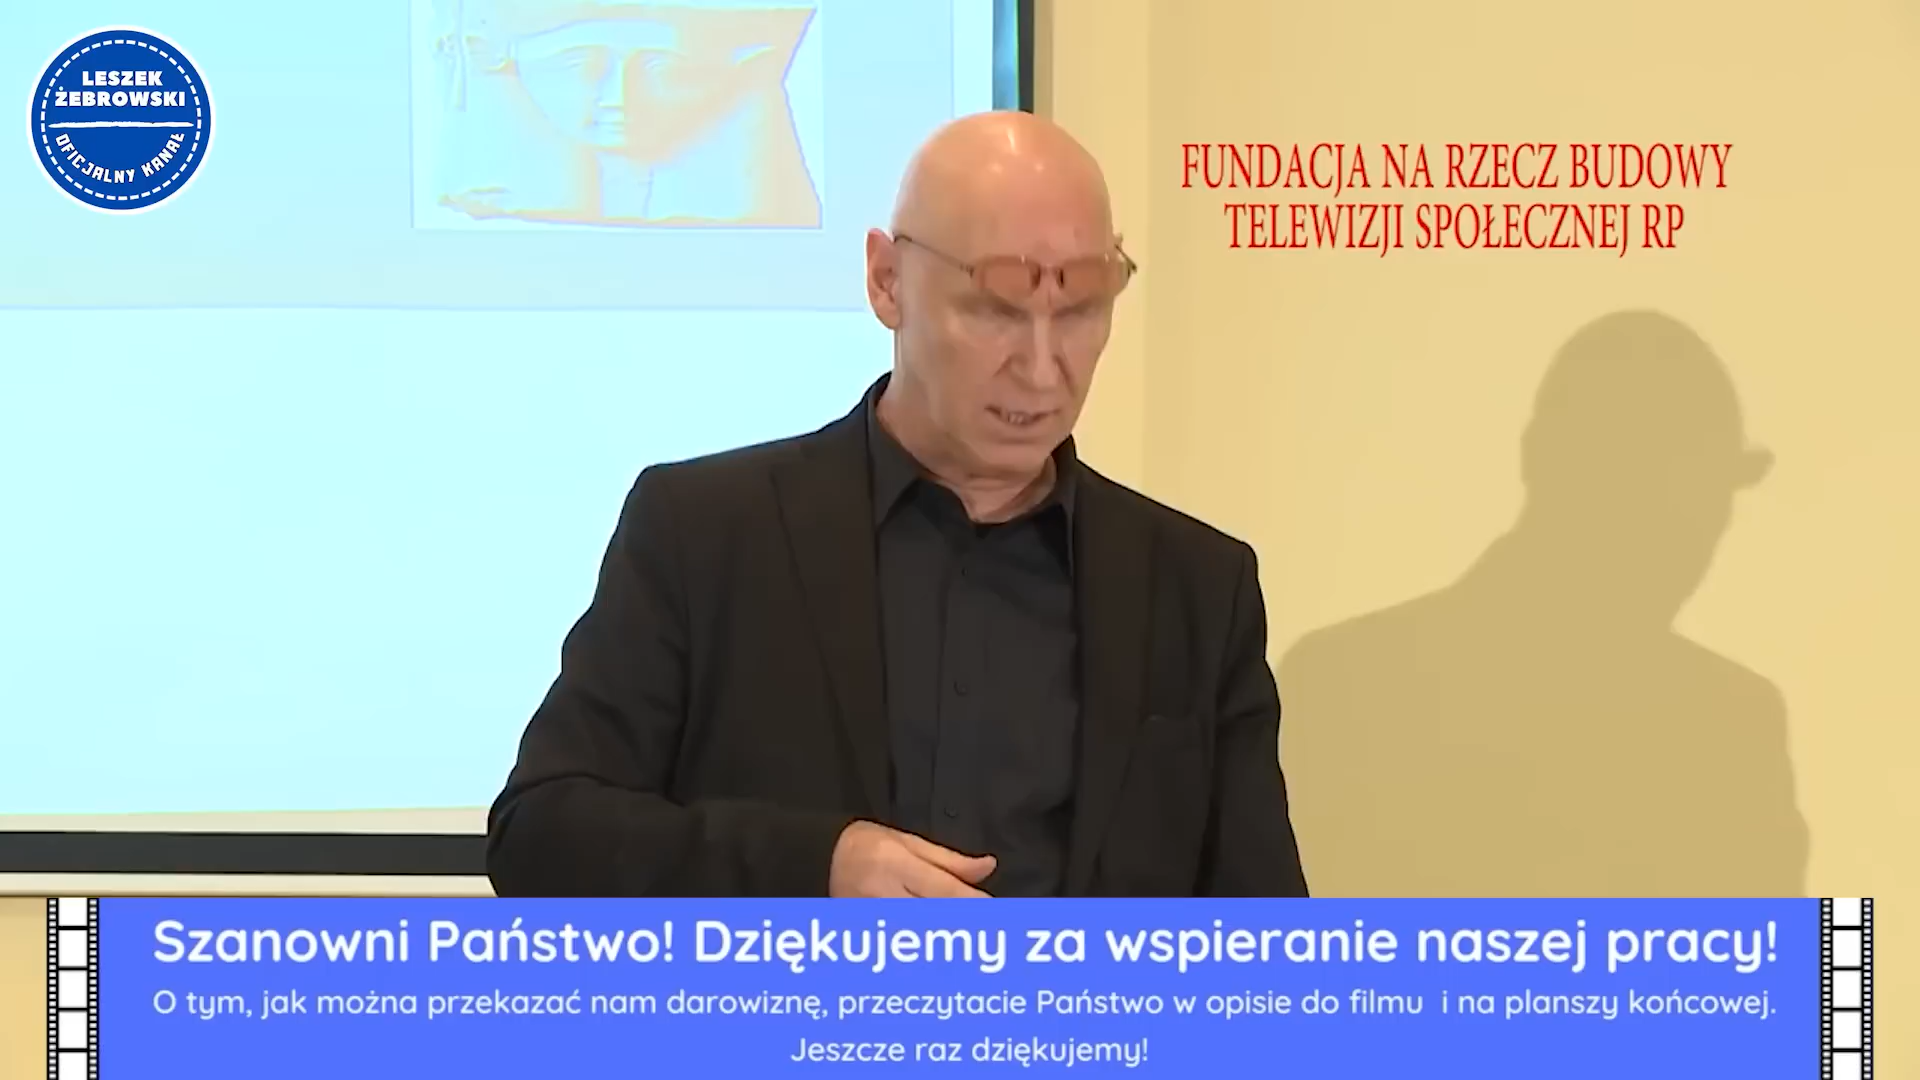 LESZEK
ŻEBROWSKI
OFICJALNY KANAŁ
FUNDACJA NA RZECZ BUDOWY
TELEWIZJI SPOŁECZNEJ RP
Szanowni Państwo! Dziękujemy za wspieranie naszej pracy!
O tym, jak można przekazać nam darowiznę, przeczytacie Państwo w opisie do filmu i na planszy końcowej.
Jeszcze raz dziękujemy!